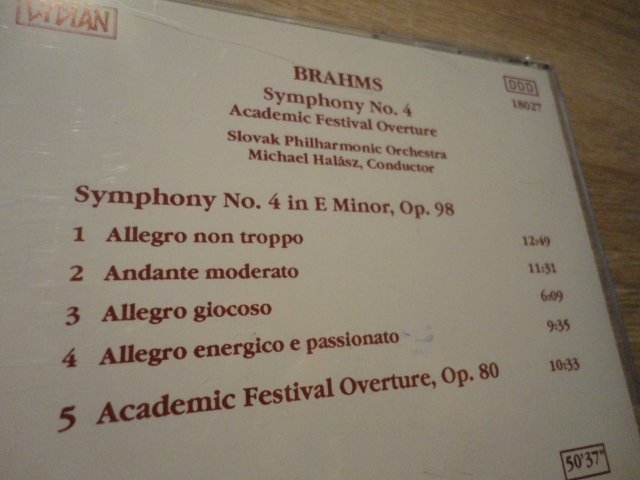 LYDIAN
DDD
18027
BRAHMS
Symphony No. 4
Academic Festival Overture
Slovak Philharmonic Orchestra
Michael Halász, Conductor
Symphony No. 4 in E Minor, Op. 98
1 Allegro non troppo 12:49
2 Andante moderato 11:31
3 Allegro giocoso 6:09
4 Allegro energico e passionato 9:35
5 Academic Festival Overture, Op. 80 10:33
50'37"